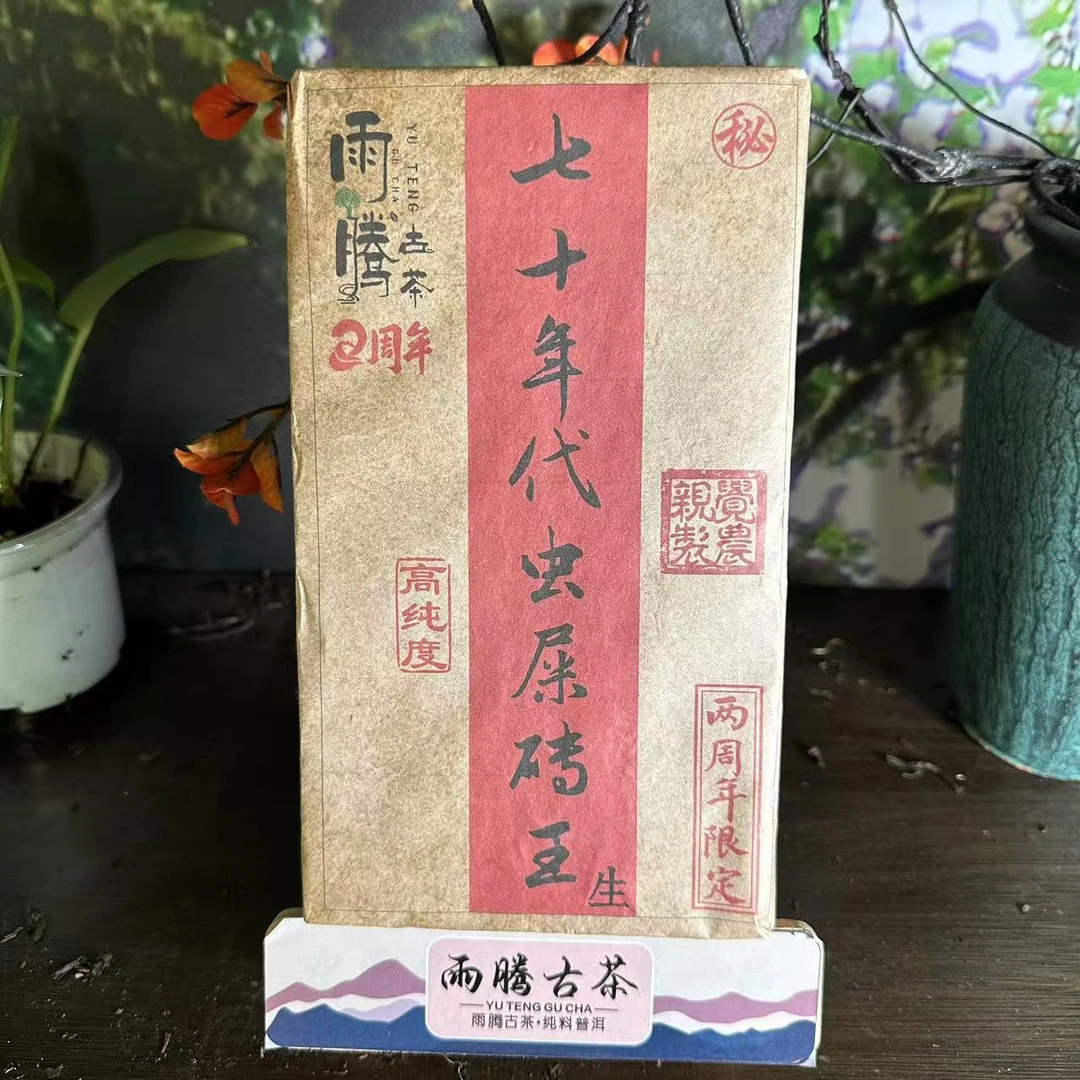 雨腾
古茶
YU TENG
GU CHA
2周年
七十年代虫屎砖王
生
秘
覺農
親製
高纯度
两周年限定
雨腾古茶
YU TENG GU CHA
雨腾古茶·纯料普洱